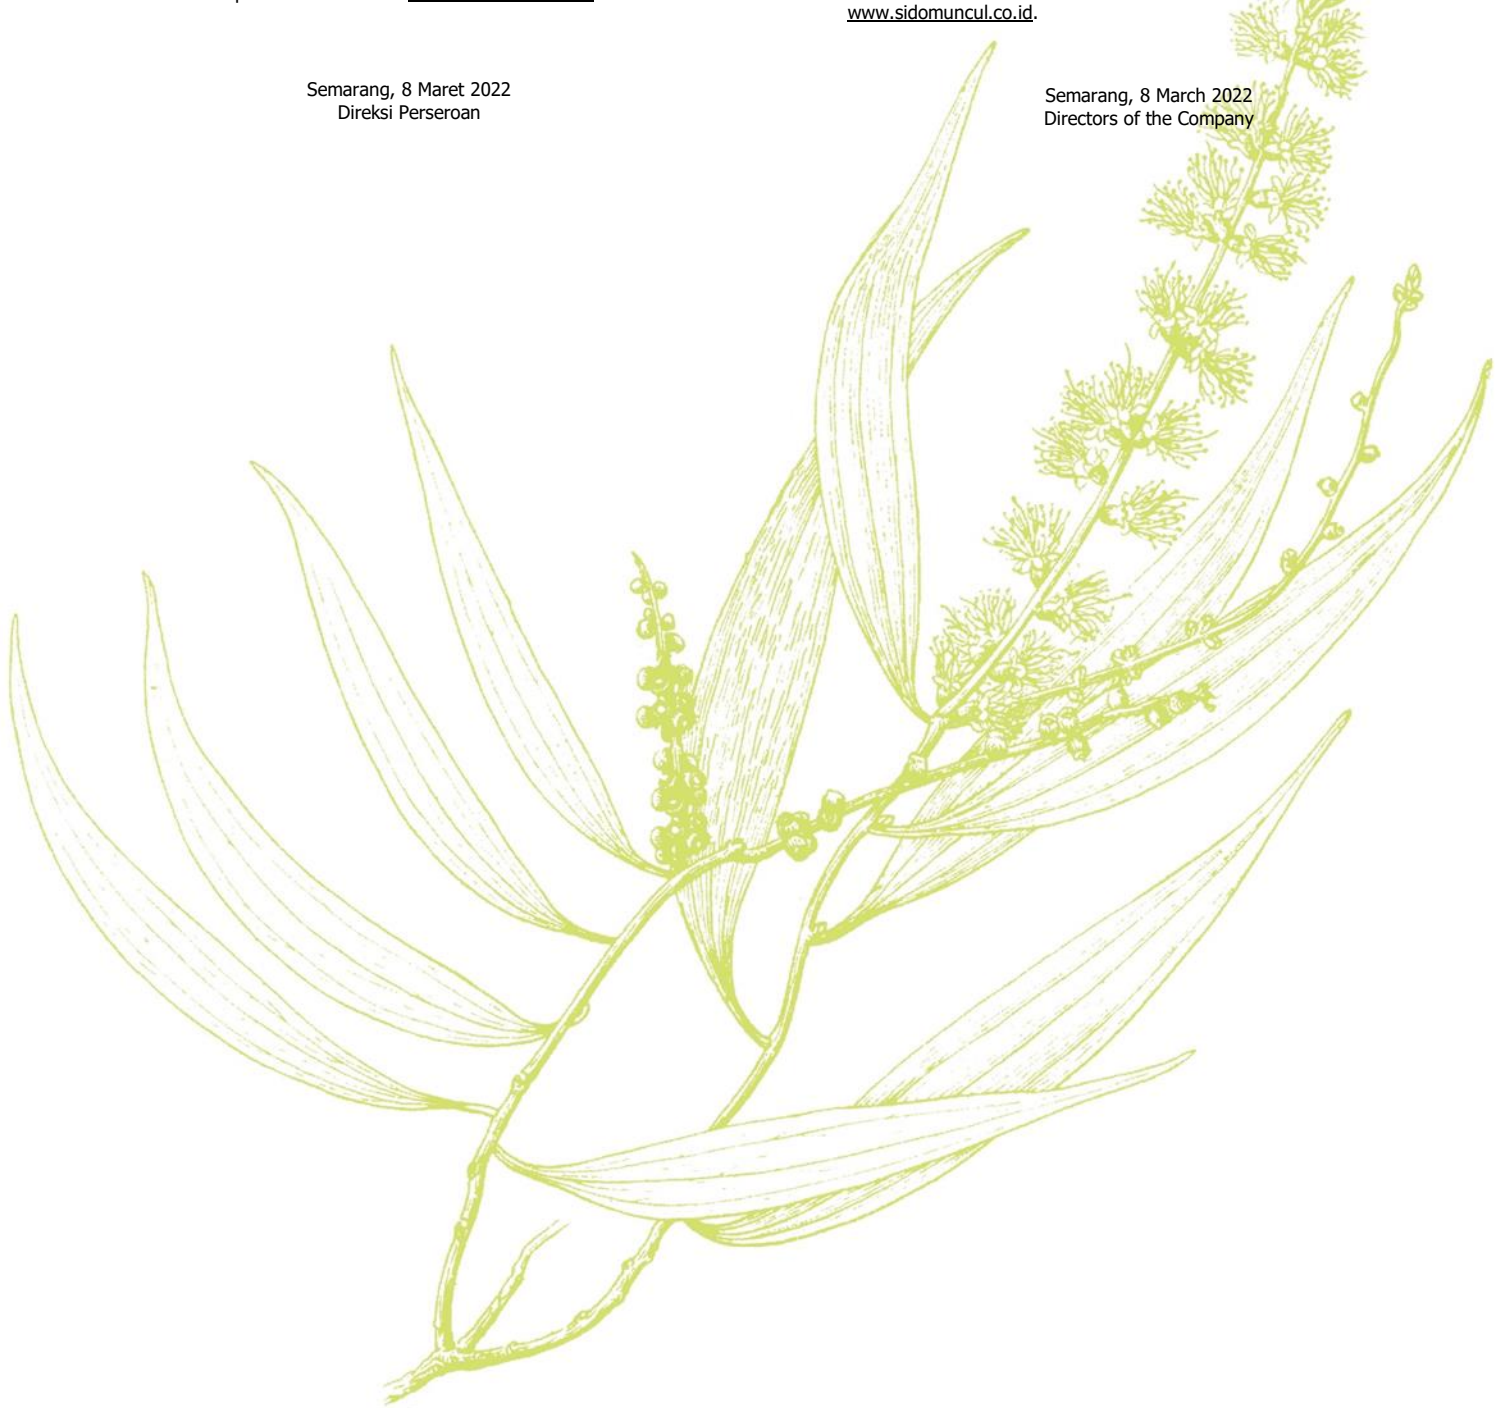 www.sidomuncul.co.id.
Semarang, 8 Maret 2022
Direksi Perseroan
Semarang, 8 March 2022
Directors of the Company